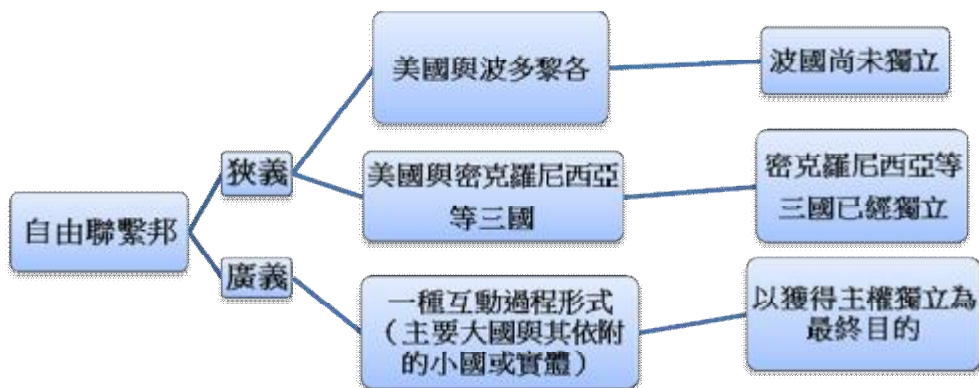 自由聯繫邦
狹義
美國與波多黎各
波國尚未獨立
美國與密克羅尼西亞
等三國
密克羅尼西亞等
三國已經獨立
廣義
一種互動過程形式
（主要大國與其依附
的小國或實體）
以獲得主權獨立為
最終目的